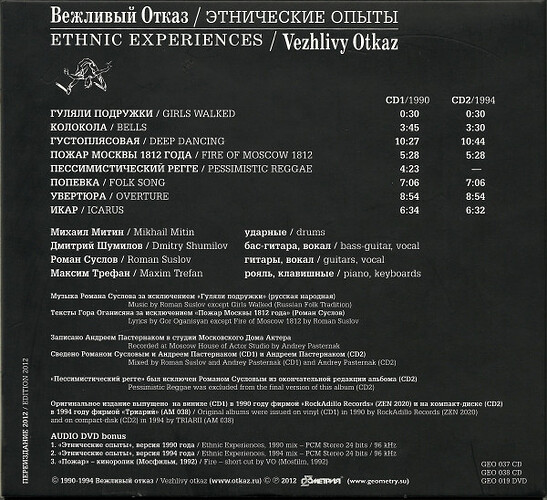 Вежливый Отказ / ЭТНИЧЕСКИЕ ОПЫТЫ
ETHNIC EXPERIENCES / Vezhlivy Otkaz
CD1/1990 CD2/1994
ГУЛЯЛИ ПОДРУЖКИ / GIRLS WALKED 0:30 0:30
КОЛОКОЛА / BELLS 3:45 3:30
ГУСТОПЛЯСОВАЯ / DEEP DANCING 10:27 10:44
ПОЖАР МОСКВЫ 1812 ГОДА / FIRE OF MOSCOW 1812 5:28 5:28
ПЕССИМИСТИЧЕСКИЙ РЕГГЕ / PESSIMISTIC REGGAE 4:23 —
ПОПЕВКА / FOLK SONG 7:06 7:06
УВЕРТЮРА / OVERTURE 8:54 8:54
ИКАР / ICARUS 6:34 6:32
Михаил Митин / Mikhail Mitin ударные / drums
Дмитрий Шумилов / Dmitry Shumilov бас-гитара, вокал / bass-guitar, vocal
Роман Суслов / Roman Suslov гитары, вокал / guitars, vocal
Максим Трефан / Maxim Trefan рояль, клавишные / piano, keyboards
Музыка Романа Суслова за исключением «Гуляли подружки» (русская народная)
Music by Roman Suslov except Girls Walked (Russian Folk Tradition)
Тексты Гора Оганисяна за исключением «Пожар Москвы 1812 года» (Роман Суслов)
Lyrics by Gor Oganisyan except Fire of Moscow 1812 by Roman Suslov
Записано Андреем Пастернаком в студии Московского Дома Актера
Recorded at Moscow House of Actor Studio by Andrey Pasternak
Сведено Романом Сусловым и Андреем Пастернаком (CD1) и Андреем Пастернаком (CD2)
Mixed by Roman Suslov and Andrey Pasternak (CD1) and Andrey Pasternak (CD2)
«Пессимистический регге» был исключен Романом Сусловым из окончательной редакции альбома (CD2)
Pessimistic Reggae was excluded from the final version of this album (CD2)
Оригинальное издание выпущено на виниле (CD1) в 1990 году фирмой «RockAdillo Records» (ZEN 2020) и на компакт-диске (CD2)
в 1994 году фирмой «Триарий» (AM 038) / Original albums were issued on vinyl (CD1) in 1990 by RockAdillo Records (ZEN 2020)
and on compact-disk (CD2) in 1994 by TRIARII (AM 038)
AUDIO DVD bonus
1. «Этнические опыты», версия 1990 года / Ethnic Experiences, 1990 mix – PCM Stereo 24 bits / 96 kHz
2. «Этнические опыты», версия 1994 года / Ethnic Experiences, 1994 mix – PCM Stereo 24 bits / 96 kHz
3. «Пожар» – киноролик (Мосфильм, 1992) / Fire – short cut by VO (Mosfilm, 1992)
© 1990-1994 Вежливый отказ / Vezhlivy otkaz (www.otkaz.ru) © ℗ 2012 ГЕОМЕТРИЯ (www.geometry.su)
GEO 037 CD
GEO 038 CD
GEO 019 DVD
ПЕРЕИЗДАНИЕ 2012 / EDITION 2012